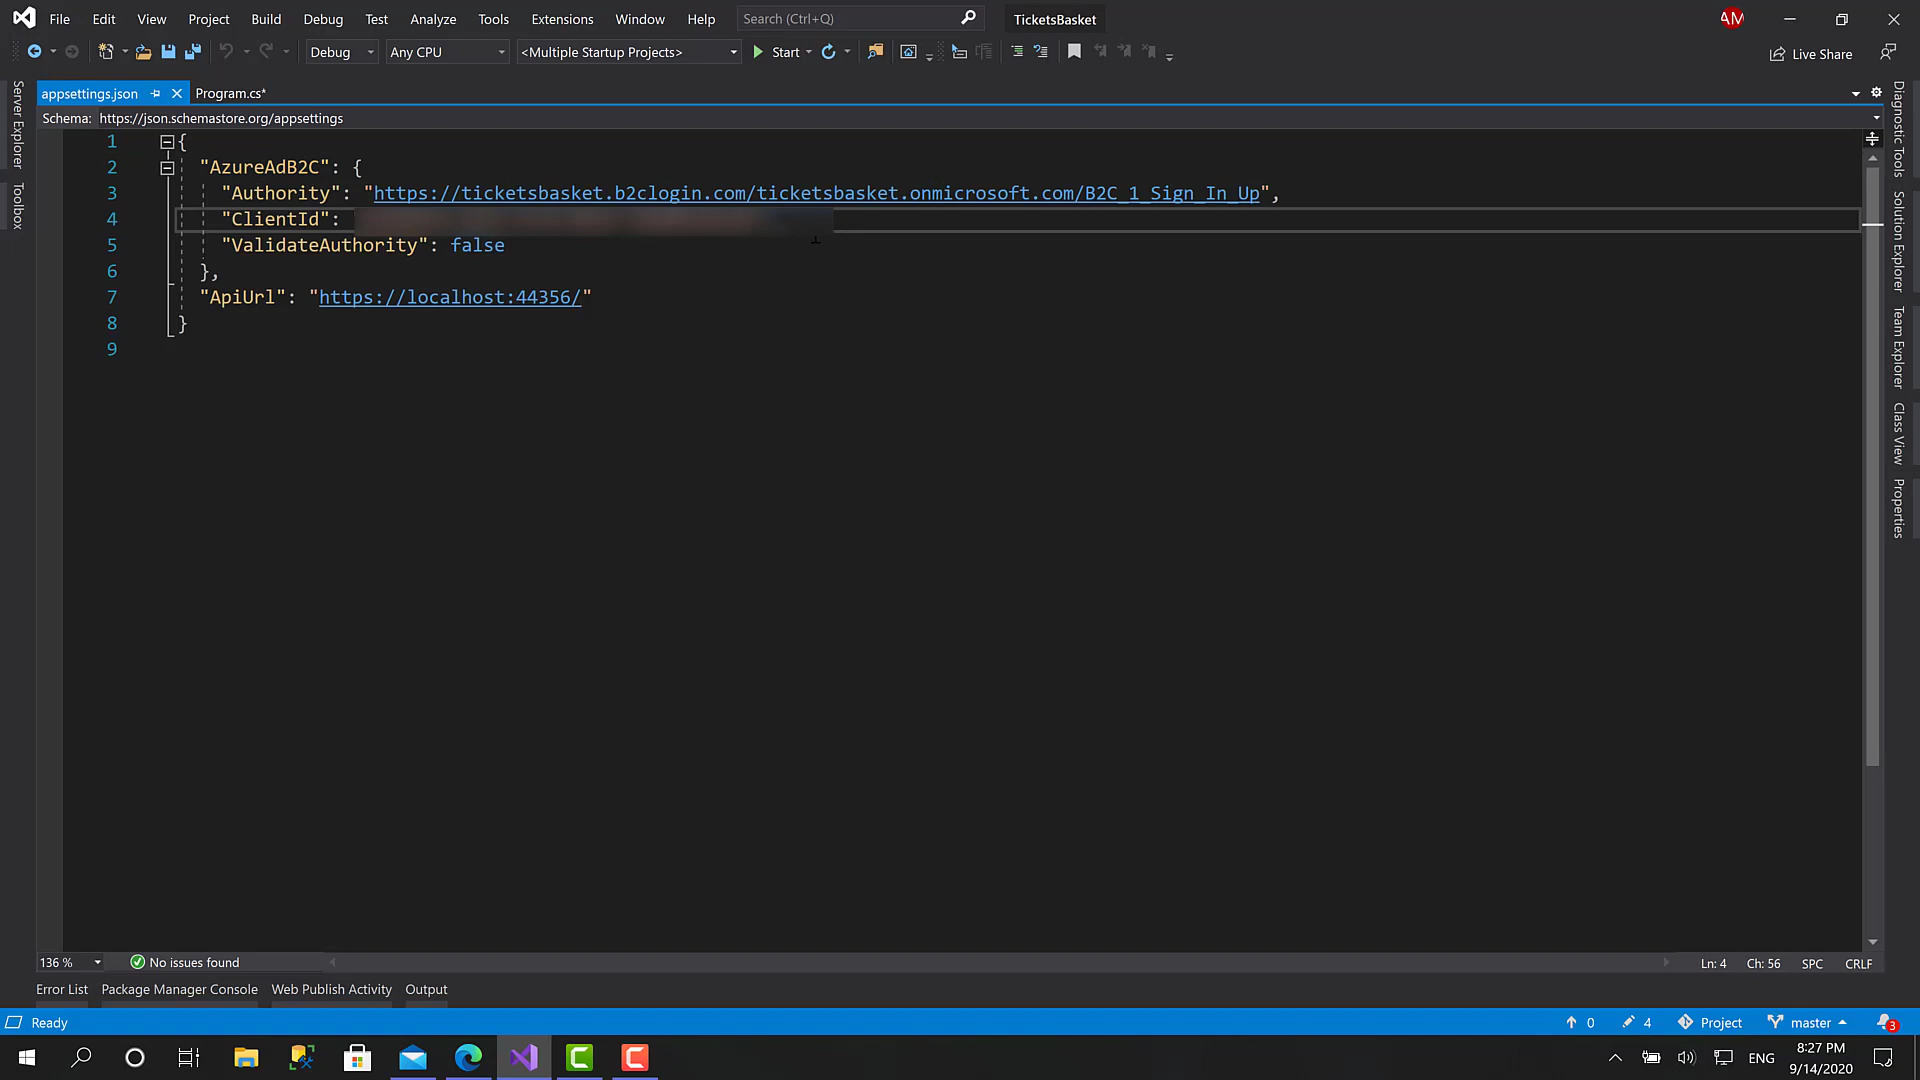 File Edit View Project Build Debug Test Analyze Tools Extensions Window Help Search (Ctrl+Q) TicketsBasket AM
Debug Any CPU <Multiple Startup Projects> Start Live Share
appsettings.json Program.cs*
Schema: https://json.schemastore.org/appsettings
1 {
2 "AzureAdB2C": {
3 "Authority": "https://ticketsbasket.b2clogin.com/ticketsbasket.onmicrosoft.com/B2C_1_Sign_In_Up",
4 "ClientId":
5 "ValidateAuthority": false
6 },
7 "ApiUrl": "https://localhost:44356/"
8 }
9
Server Explorer
Toolbox
Diagnostic Tools
Solution Explorer
Team Explorer
Class View
Properties
136 % No issues found Ln: 4 Ch: 56 SPC CRLF
Error List Package Manager Console Web Publish Activity Output
Ready 0 4 Project master 3
ENG 8:27 PM
9/14/2020